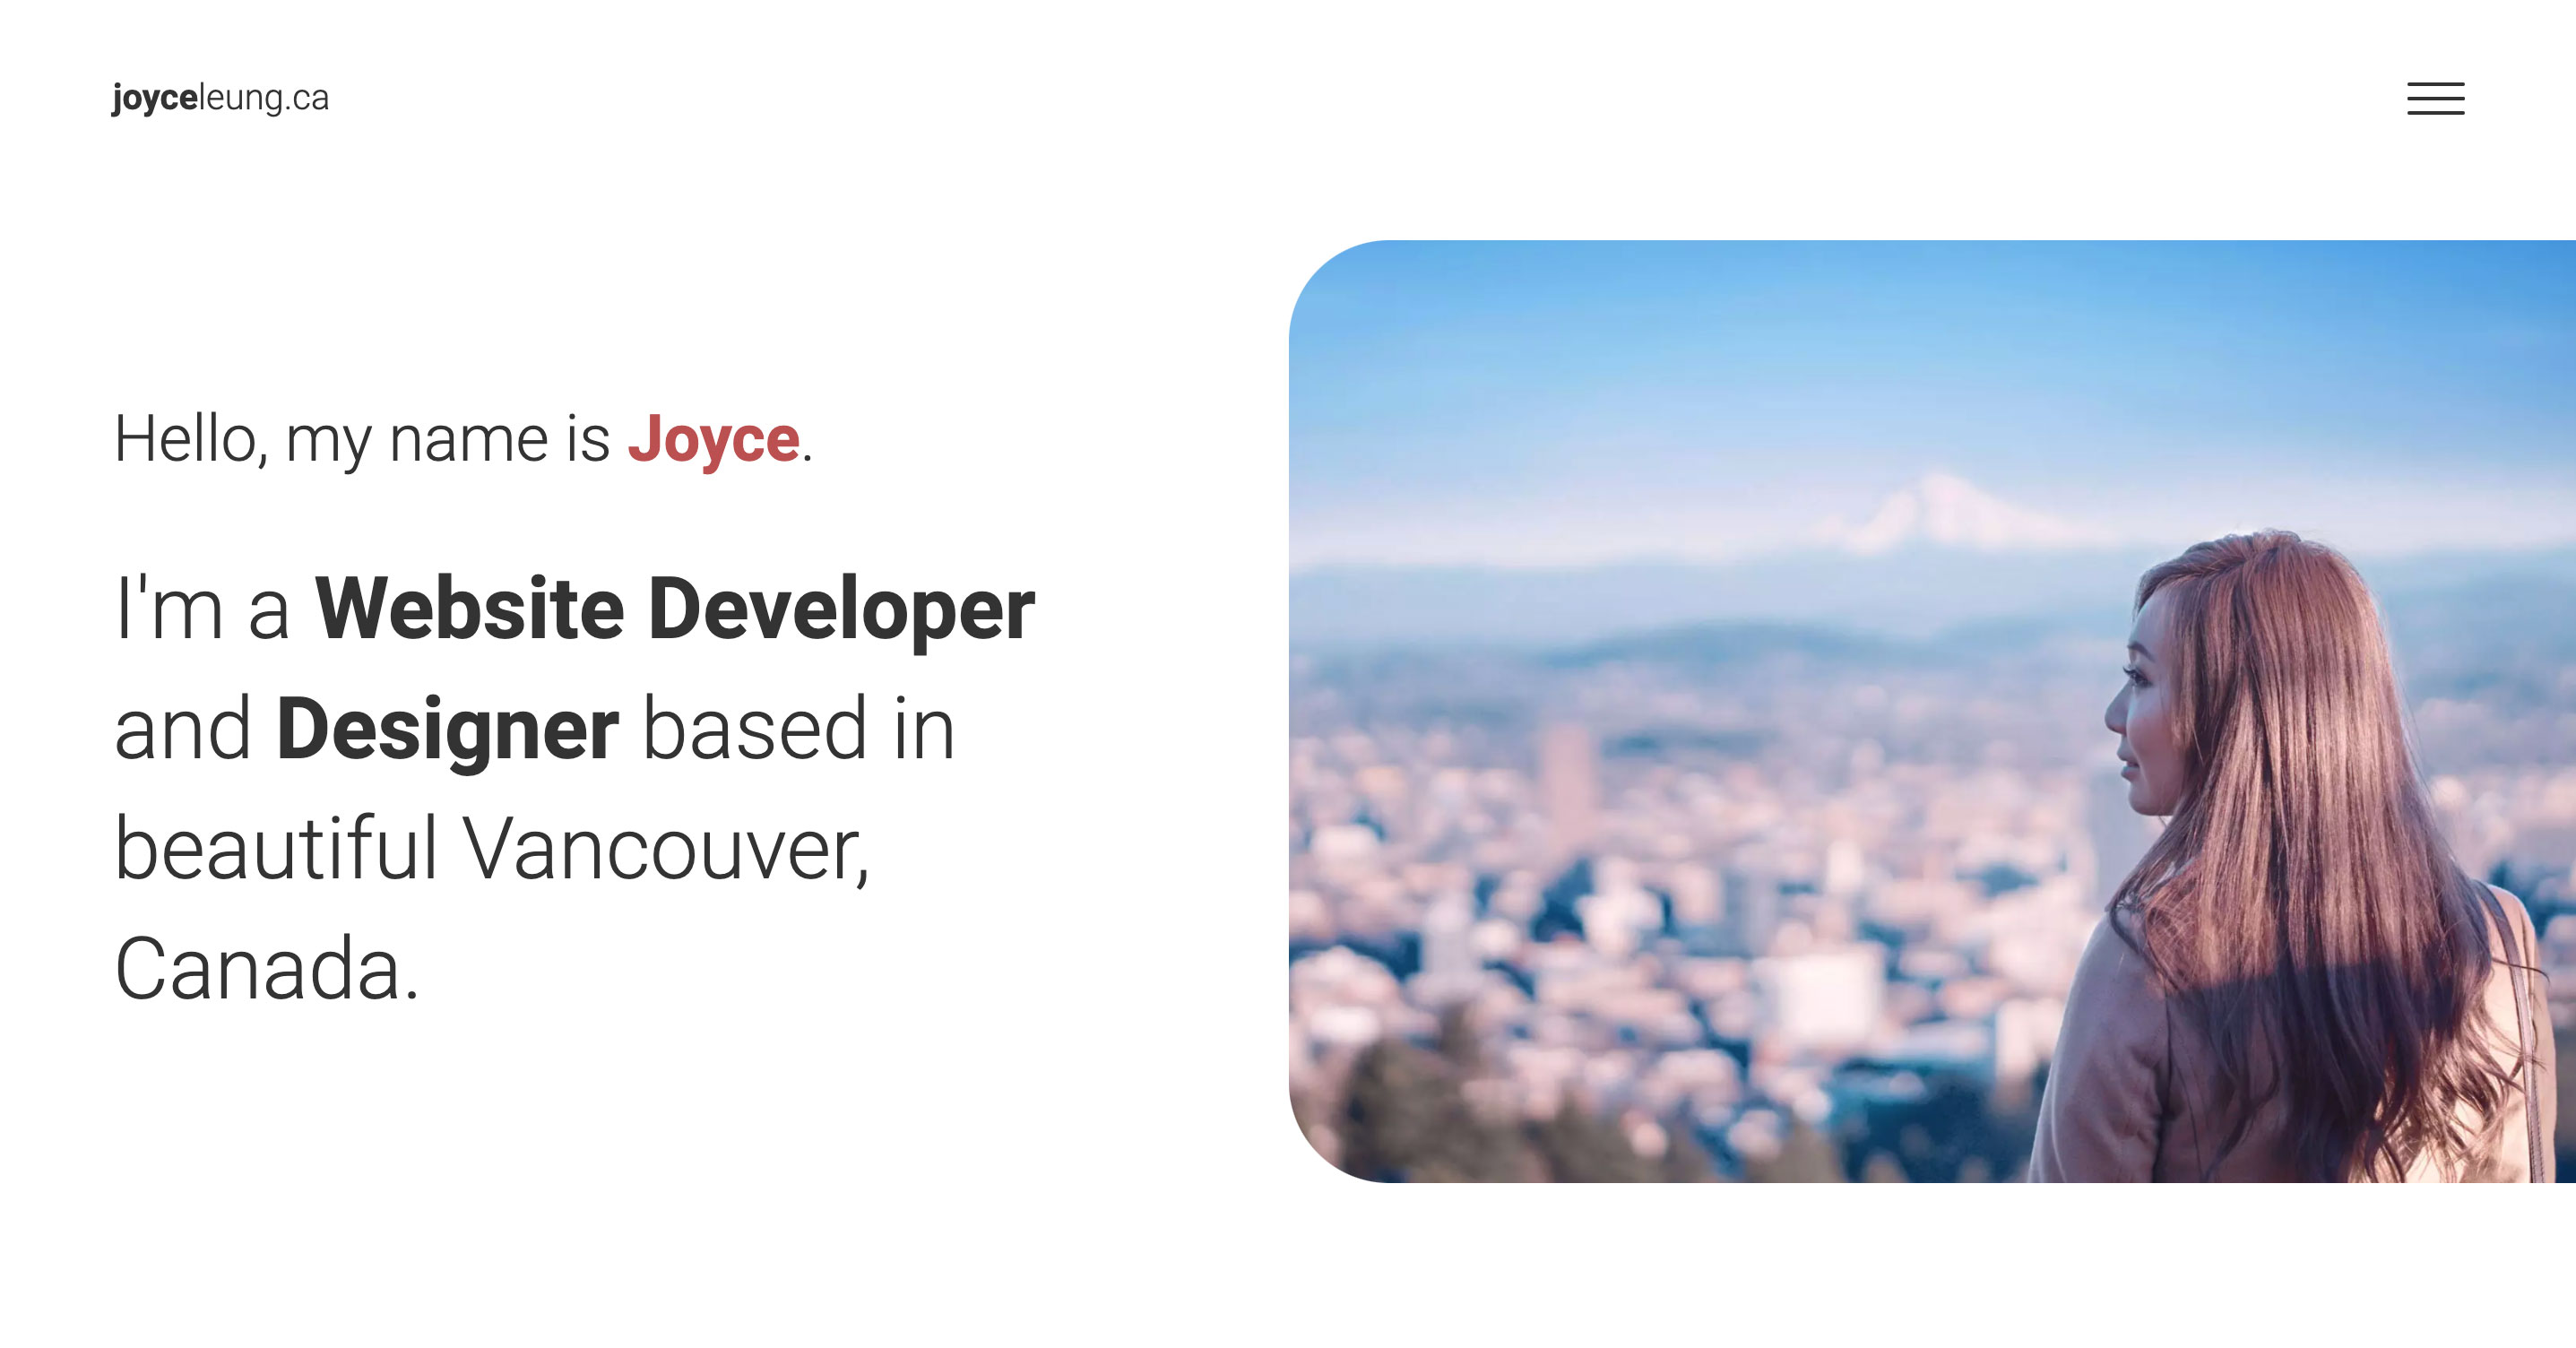 joyceleung.ca
Hello, my name is Joyce.
I'm a Website Developer
and Designer based in
beautiful Vancouver,
Canada.